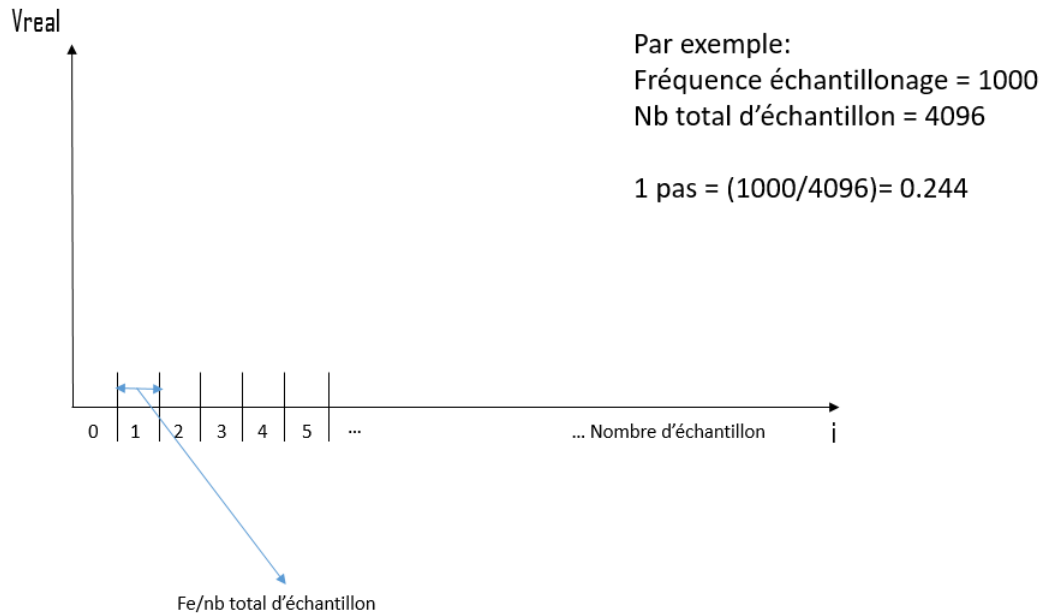 Vreal
Par exemple:
Fréquence échantillonage = 1000
Nb total d'échantillon = 4096
1 pas = (1000/4096)= 0.244
0 1 2 3 4 5 ... ... Nombre d'échantillon i
Fe/nb total d'échantillon